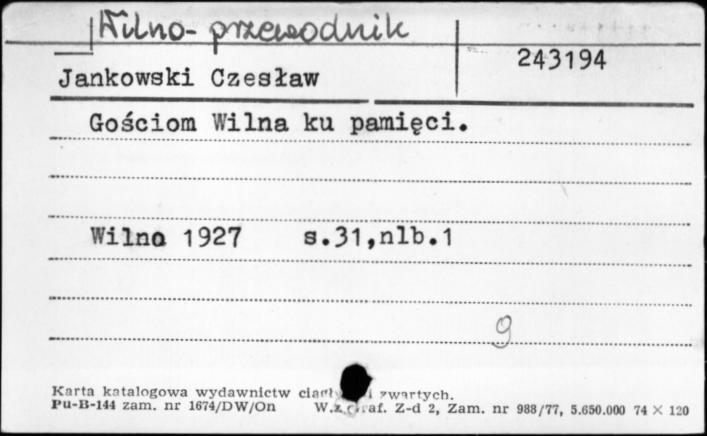 Wilno - przewodnik
243194
Jankowski Czesław
Gościom Wilna ku pamięci.
Wilno 1927 s.31,nlb.1
9
Karta katalogowa wydawnictw zwartych.
Pu-B-144 zam. nr 1674/DW/On W.z.graf. Z-d 2, Zam. nr 988/77, 5.650.000 74 × 120